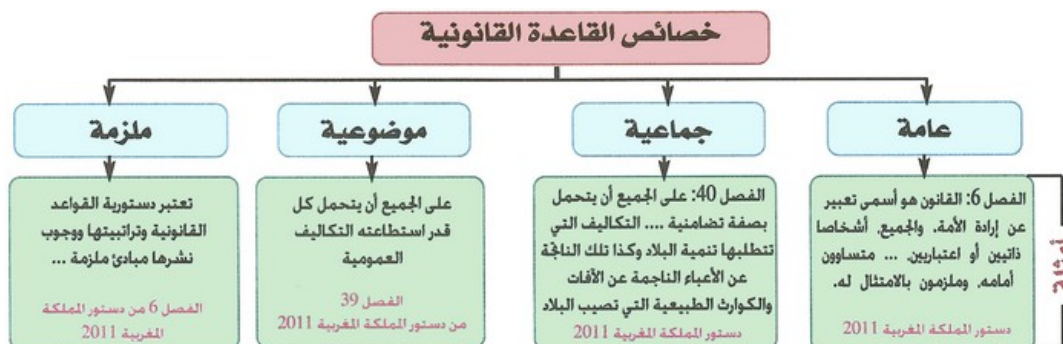 خصائص القاعدة القانونية
عامة
جماعية
موضوعية
ملزمة
الفصل 6: القانون هو أسمى تعبير
عن إرادة الأمة. والجميع، أشخاصا
ذاتيين أو اعتباريين، ... متساوون
أمامه، وملزمون بالامتثال له.
دستور المملكة المغربية 2011
الفصل 40: على الجميع أن يتحمل
بصفة تضامنية .... التكاليف التي
تتطلبها تنمية البلاد وكذا تلك الناتجة
عن الأعباء الناجمة عن الآفات
والكوارث الطبيعية التي تصيب البلاد
دستور المملكة المغربية 2011
على الجميع أن يتحمل كل
قدر استطاعته التكاليف
العمومية
الفصل 39
من دستور المملكة المغربية 2011
تعتبر دستورية القواعد
القانونية وتراتبيتها ووجوب
نشرها مبادئ ملزمة ...
الفصل 6 من دستور المملكة
المغربية 2011
أمثلة